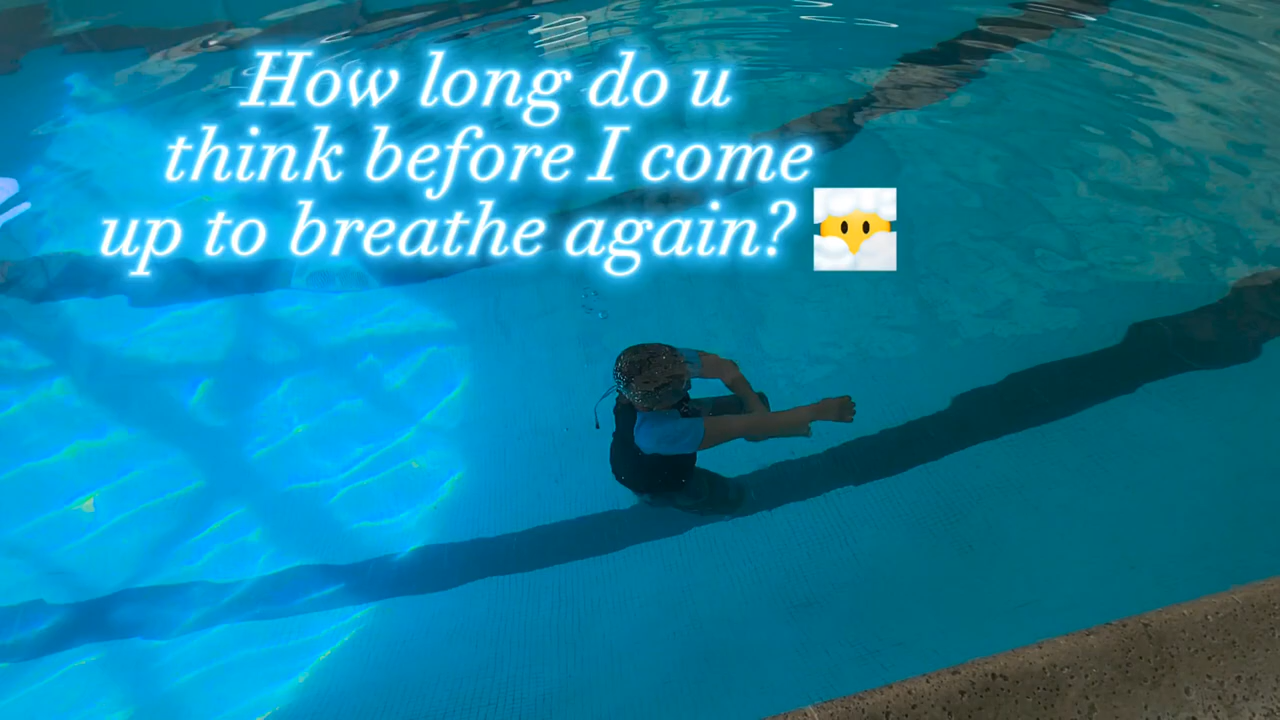 How long do u
think before I come
up to breathe again? 😶‍🌫️